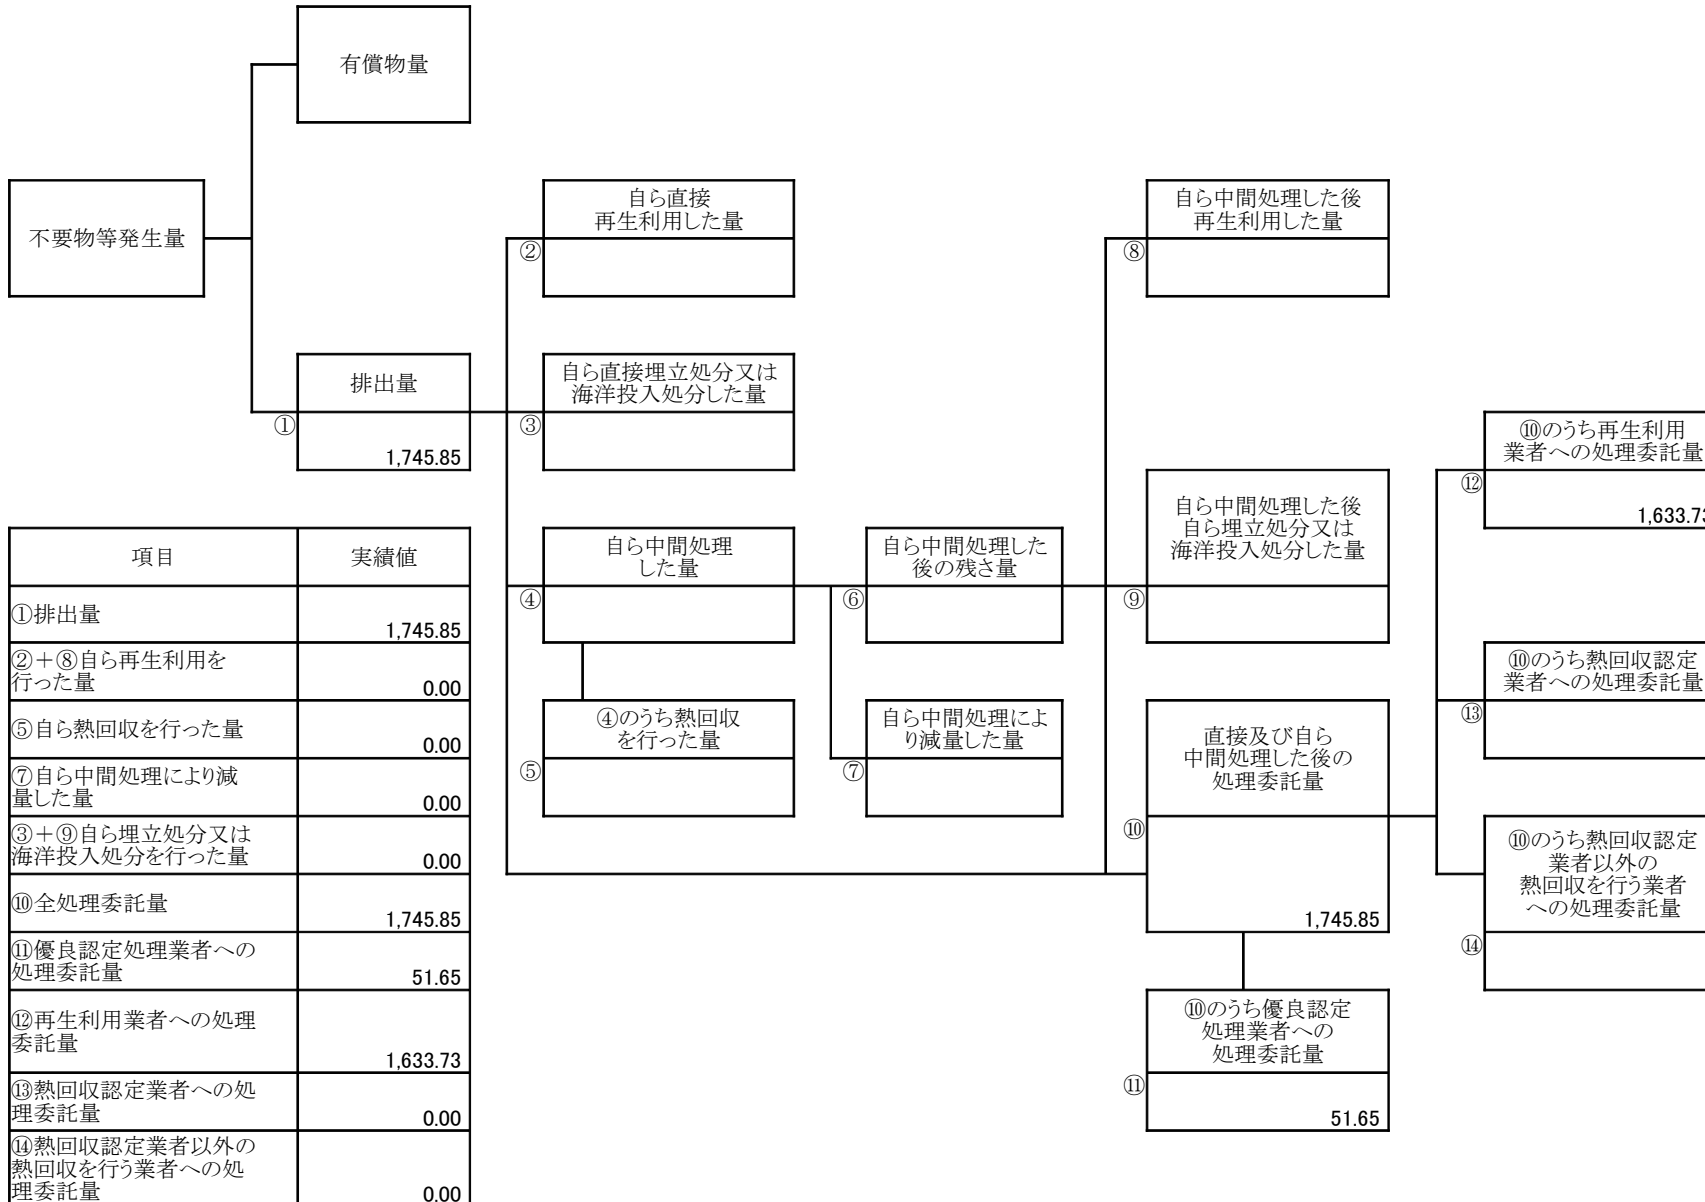 有償物量
不要物等発生量
自ら直接
再生利用した量
②
自ら中間処理した後
再生利用した量
⑧
排出量
①
1,745.85
自ら直接埋立処分又は
海洋投入処分した量
③
⑩のうち再生利用
業者への処理委託量
⑫
1,633.73
自ら中間処理
した量
④
自ら中間処理した
後の残さ量
⑥
自ら中間処理した後
自ら埋立処分又は
海洋投入処分した量
⑨
④のうち熱回収
を行った量
⑤
自ら中間処理によ
り減量した量
⑦
直接及び自ら
中間処理した後の
処理委託量
⑩
1,745.85
⑩のうち熱回収認定
業者への処理委託量
⑬
⑩のうち熱回収認定
業者以外の
熱回収を行う業者
への処理委託量
⑭
⑩のうち優良認定
処理業者への
処理委託量
⑪
51.65
項目 実績値
①排出量 1,745.85
②+⑧自ら再生利用を
行った量 0.00
⑤自ら熱回収を行った量 0.00
⑦自ら中間処理により減
量した量 0.00
③+⑨自ら埋立処分又は
海洋投入処分を行った量 0.00
⑩全処理委託量 1,745.85
⑪優良認定処理業者への
処理委託量 51.65
⑫再生利用業者への処理
委託量 1,633.73
⑬熱回収認定業者への処
理委託量 0.00
⑭熱回収認定業者以外の
熱回収を行う業者への処
理委託量 0.00